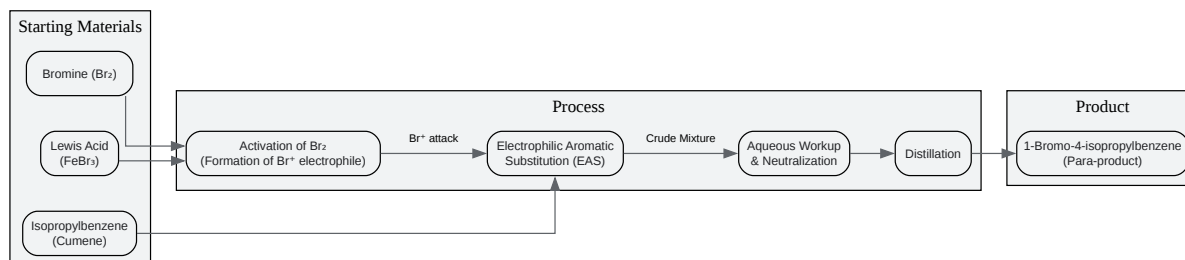 Starting Materials
Bromine (Br₂)
Lewis Acid
(FeBr₃)
Isopropylbenzene
(Cumene)
Process
Activation of Br₂
(Formation of Br⁺ electrophile)
Br⁺ attack
Electrophilic Aromatic
Substitution (EAS)
Crude Mixture
Aqueous Workup
& Neutralization
Distillation
Product
1-Bromo-4-isopropylbenzene
(Para-product)